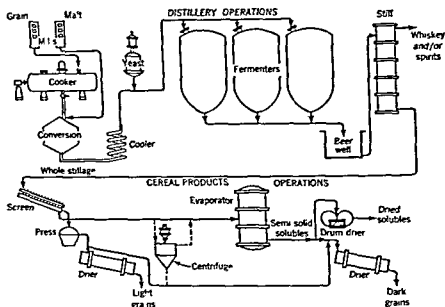 Grain
Malt
Mills
DISTILLERY OPERATIONS
Still
Whiskey
and/or
spirits
Yeast
Cooker
Fermenters
Conversion
Cooler
Beer
well
Whole stillage
CEREAL PRODUCTS OPERATIONS
Screen
Evaporator
Semi solid
solubles
Dried
solubles
Drum drier
Press
Drier
Centrifuge
Drier
Light
grains
Dark
grains